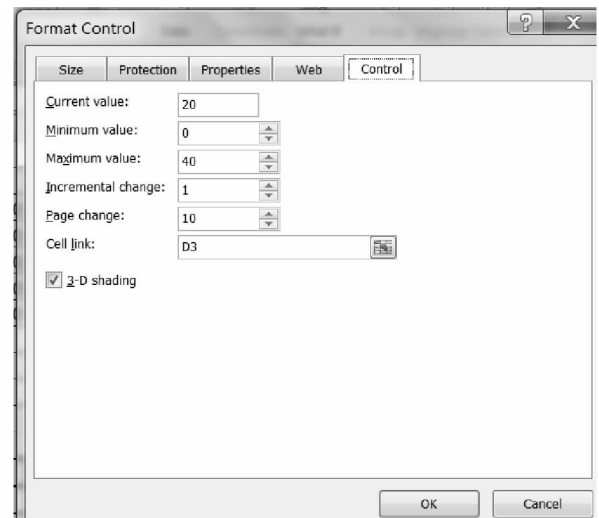 Format Control
Size Protection Properties Web Control
Current value: 20
Minimum value: 0
Maximum value: 40
Incremental change: 1
Page change: 10
Cell link: D3
3-D shading
OK Cancel